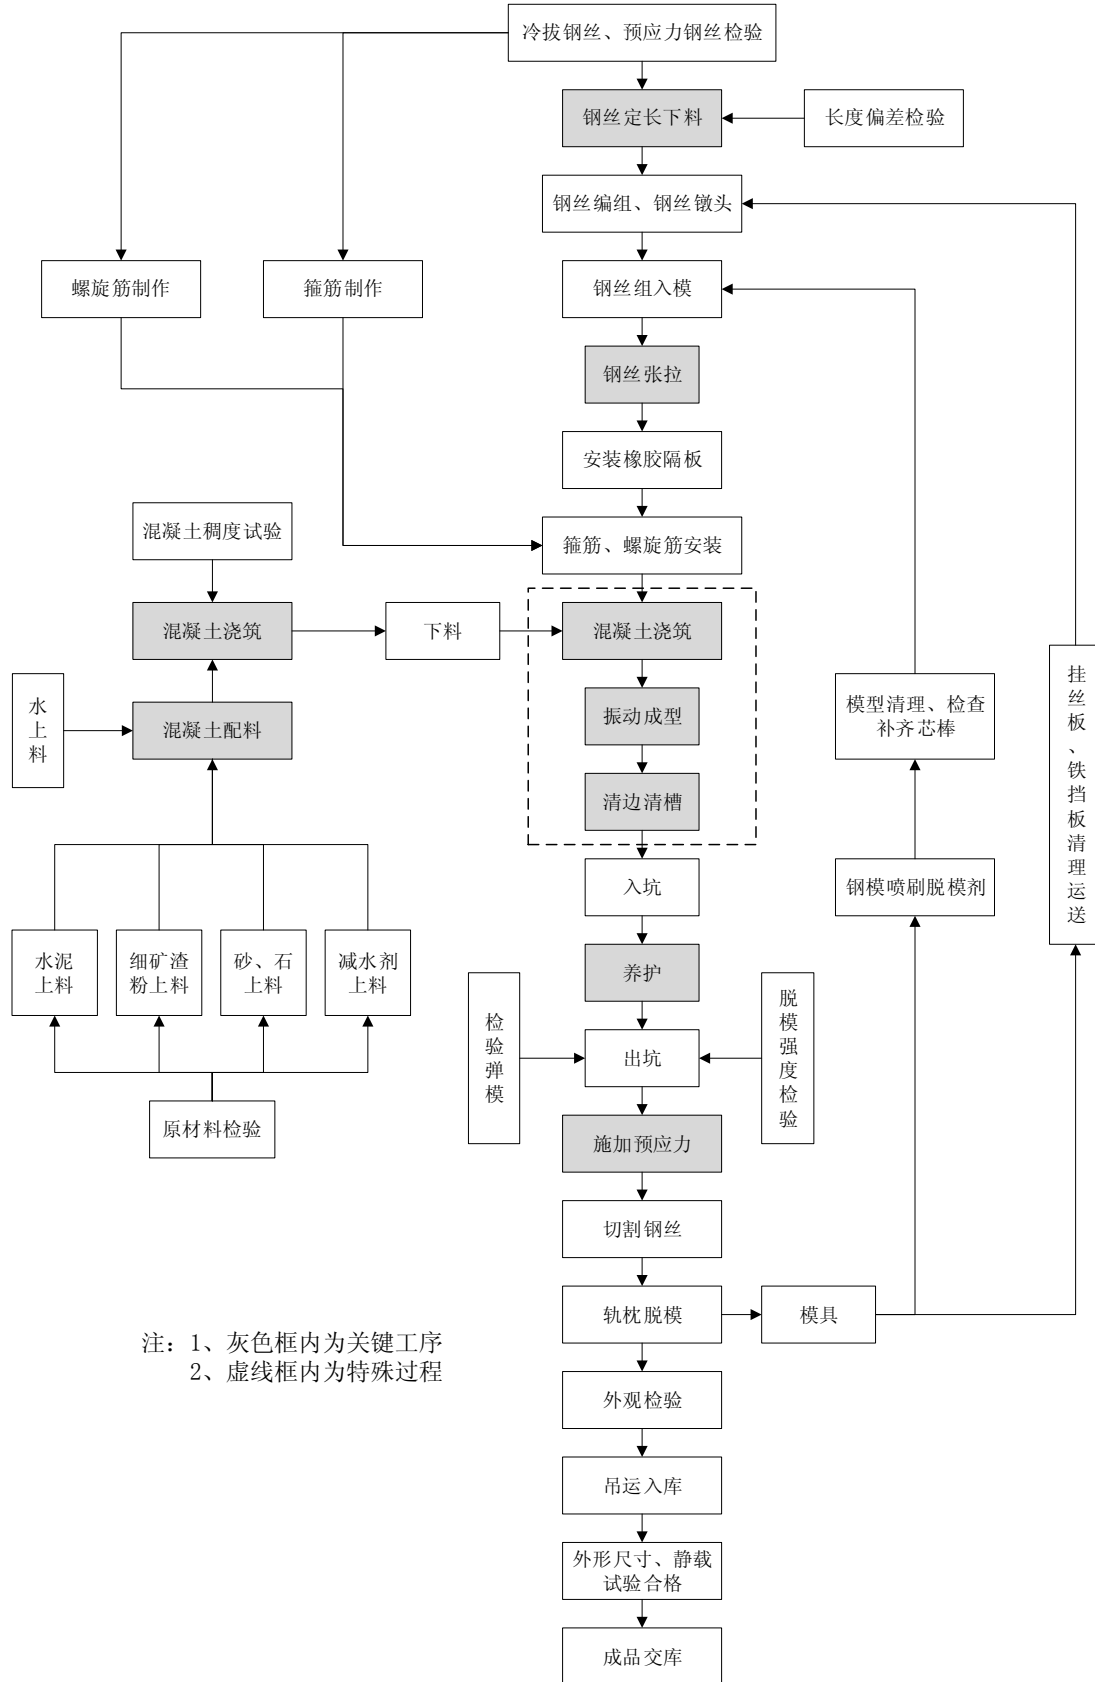 冷拔钢丝、预应力钢丝检验
钢丝定长下料
长度偏差检验
钢丝编组、钢丝镦头
螺旋筋制作
箍筋制作
钢丝组入模
钢丝张拉
安装橡胶隔板
混凝土稠度试验
箍筋、螺旋筋安装
混凝土浇筑
下料
混凝土浇筑
水上料
混凝土配料
振动成型
模型清理、检查
补齐芯棒
挂丝板、铁挡板清理运送
清边清槽
入坑
钢模喷刷脱模剂
水泥
上料
细矿渣
粉上料
砂、石
上料
减水剂
上料
养护
检验弹模
出坑
脱模强度检验
原材料检验
施加预应力
切割钢丝
轨枕脱模
模具
注：1、灰色框内为关键工序
2、虚线框内为特殊过程
外观检验
吊运入库
外形尺寸、静载
试验合格
成品交库